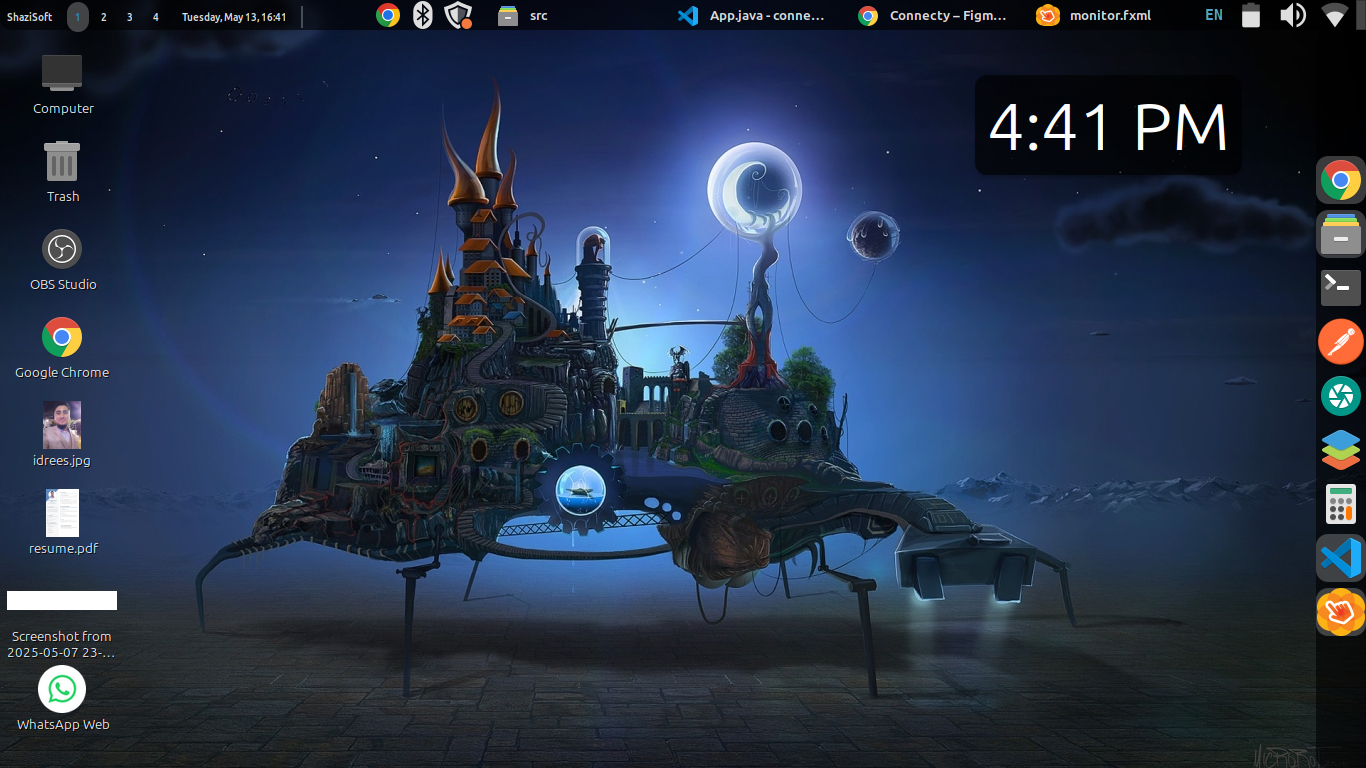 ShaziSoft
1
2
3
4
Tuesday, May 13, 16:41
src
App.java - conne...
Connecty – Figm...
monitor.fxml
EN
4:41 PM
Computer
Trash
OBS Studio
Google Chrome
idrees.jpg
resume.pdf
Screenshot from
2025-05-07 23-...
WhatsApp Web